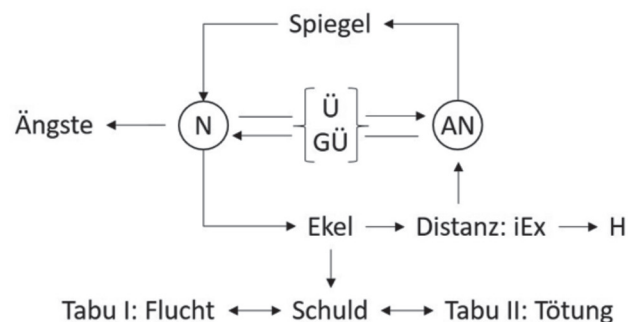 Spiegel
Ü
Ängste N AN
GÜ
Ekel Distanz: iEx H
Tabu I: Flucht Schuld Tabu II: Tötung